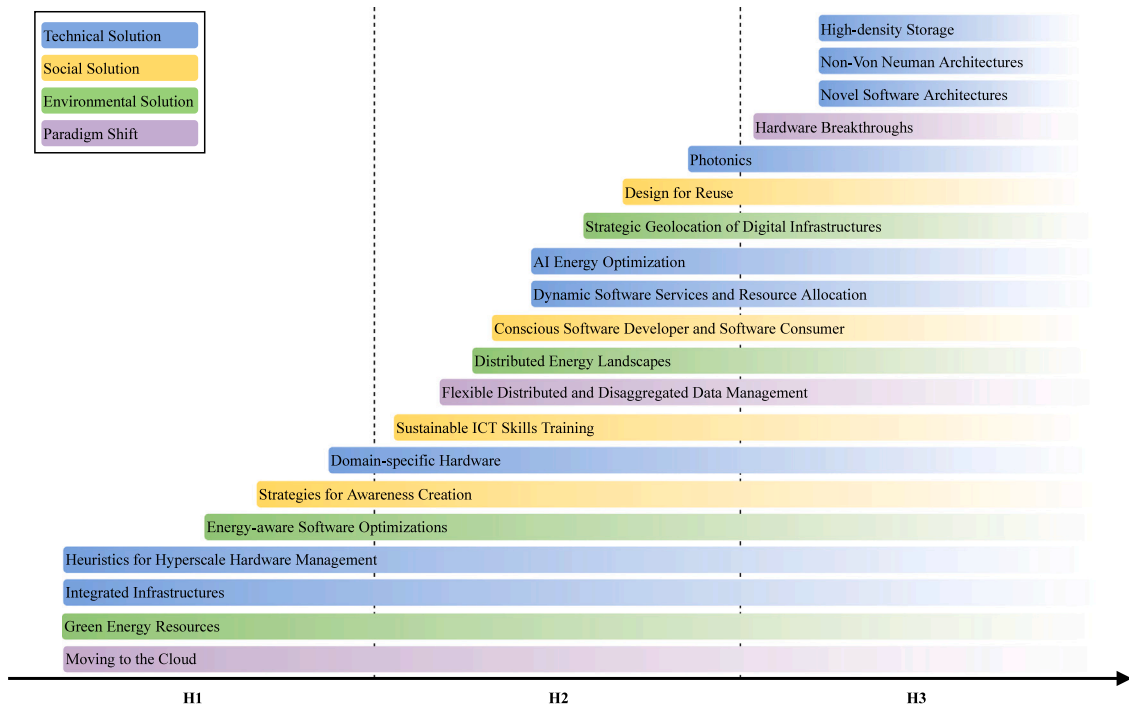 Technical Solution
Social Solution
Environmental Solution
Paradigm Shift
High-density Storage
Non-Von Neuman Architectures
Novel Software Architectures
Hardware Breakthroughs
Photonics
Design for Reuse
Strategic Geolocation of Digital Infrastructures
AI Energy Optimization
Dynamic Software Services and Resource Allocation
Conscious Software Developer and Software Consumer
Distributed Energy Landscapes
Flexible Distributed and Disaggregated Data Management
Sustainable ICT Skills Training
Domain-specific Hardware
Strategies for Awareness Creation
Energy-aware Software Optimizations
Heuristics for Hyperscale Hardware Management
Integrated Infrastructures
Green Energy Resources
Moving to the Cloud
H1 H2 H3